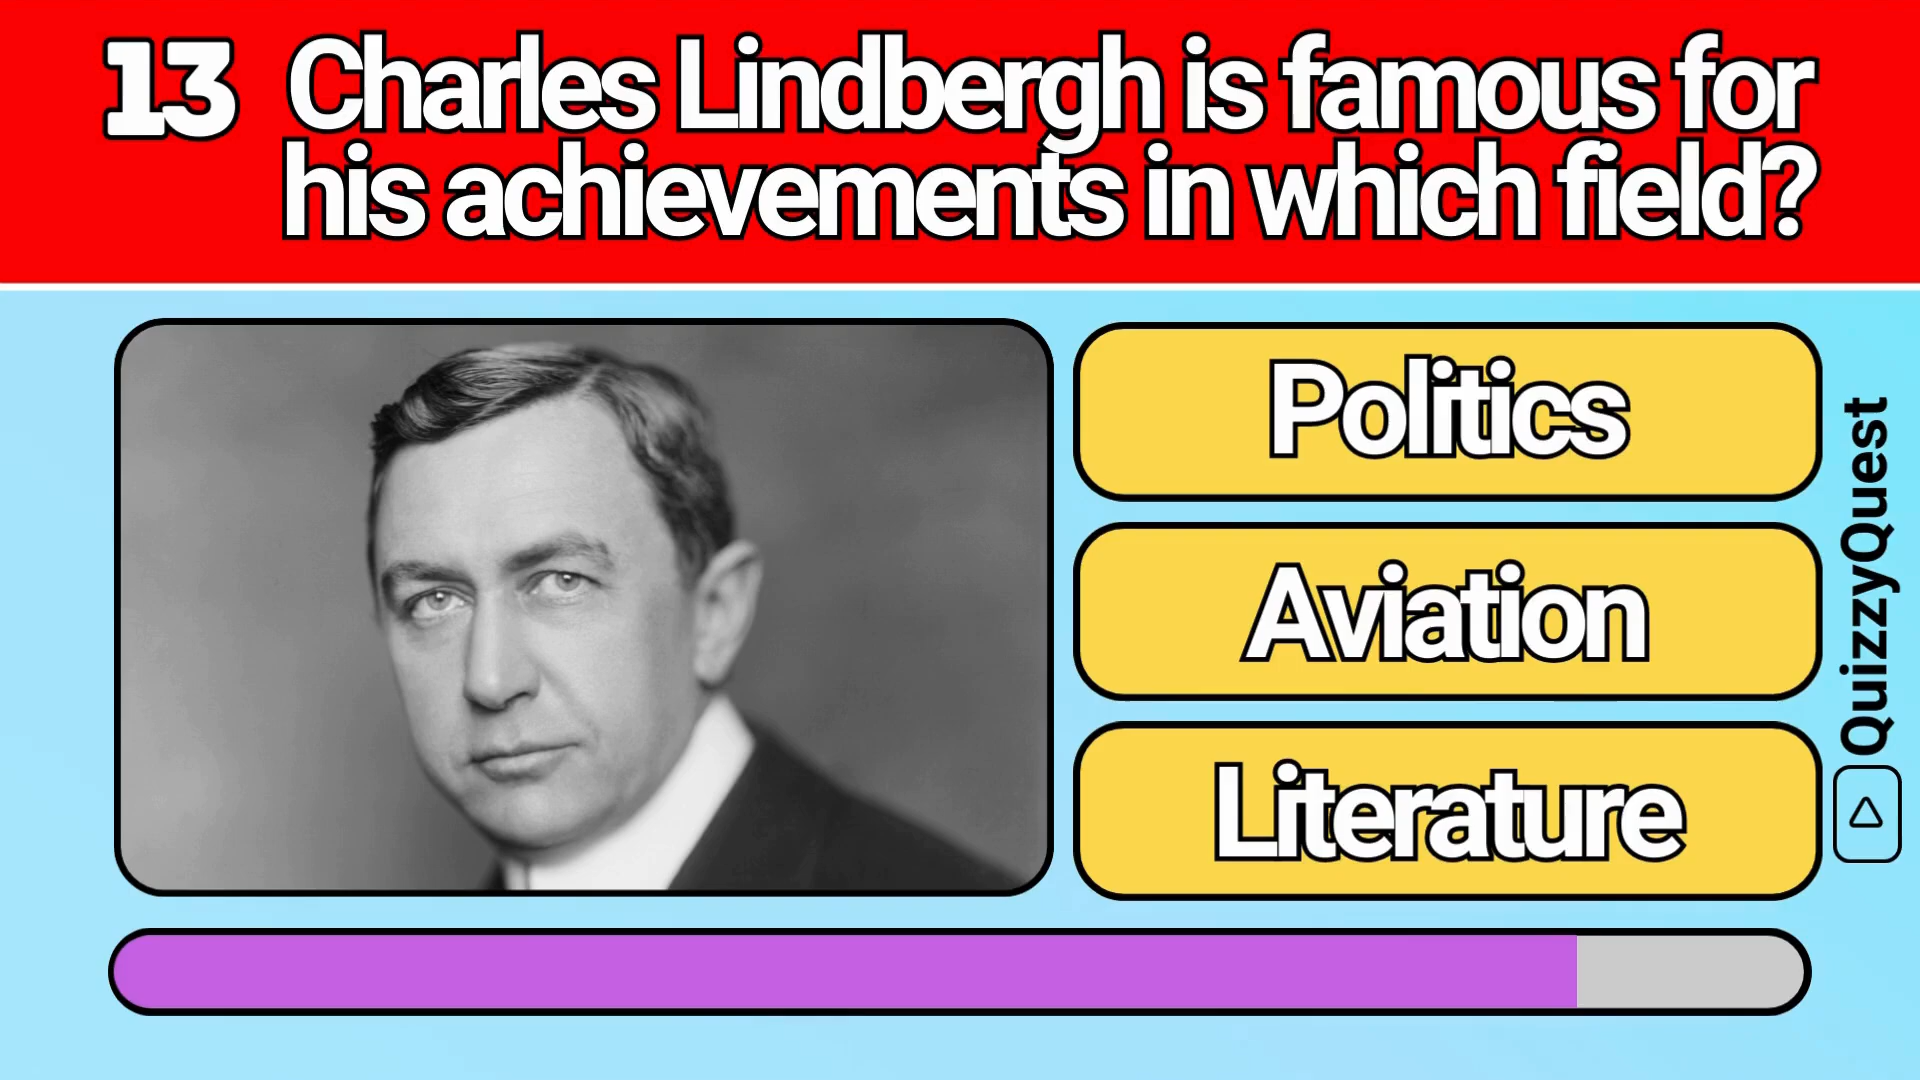 13 Charles Lindbergh is famous for
his achievements in which field?
Politics
Aviation
Literature
QuizzyQuest